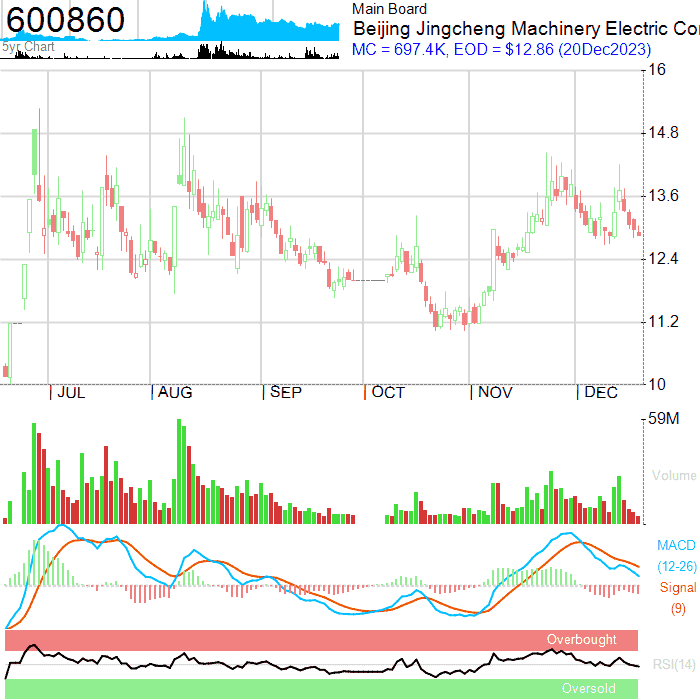 600860
5yr Chart
Main Board
Beijing Jingcheng Machinery Electric Co
MC = 697.4K, EOD = $12.86 (20Dec2023)
16
14.8
13.6
12.4
11.2
10
JUL AUG SEP OCT NOV DEC
59M
Volume
MACD
(12-26)
Signal
(9)
Overbought
RSI(14)
Oversold